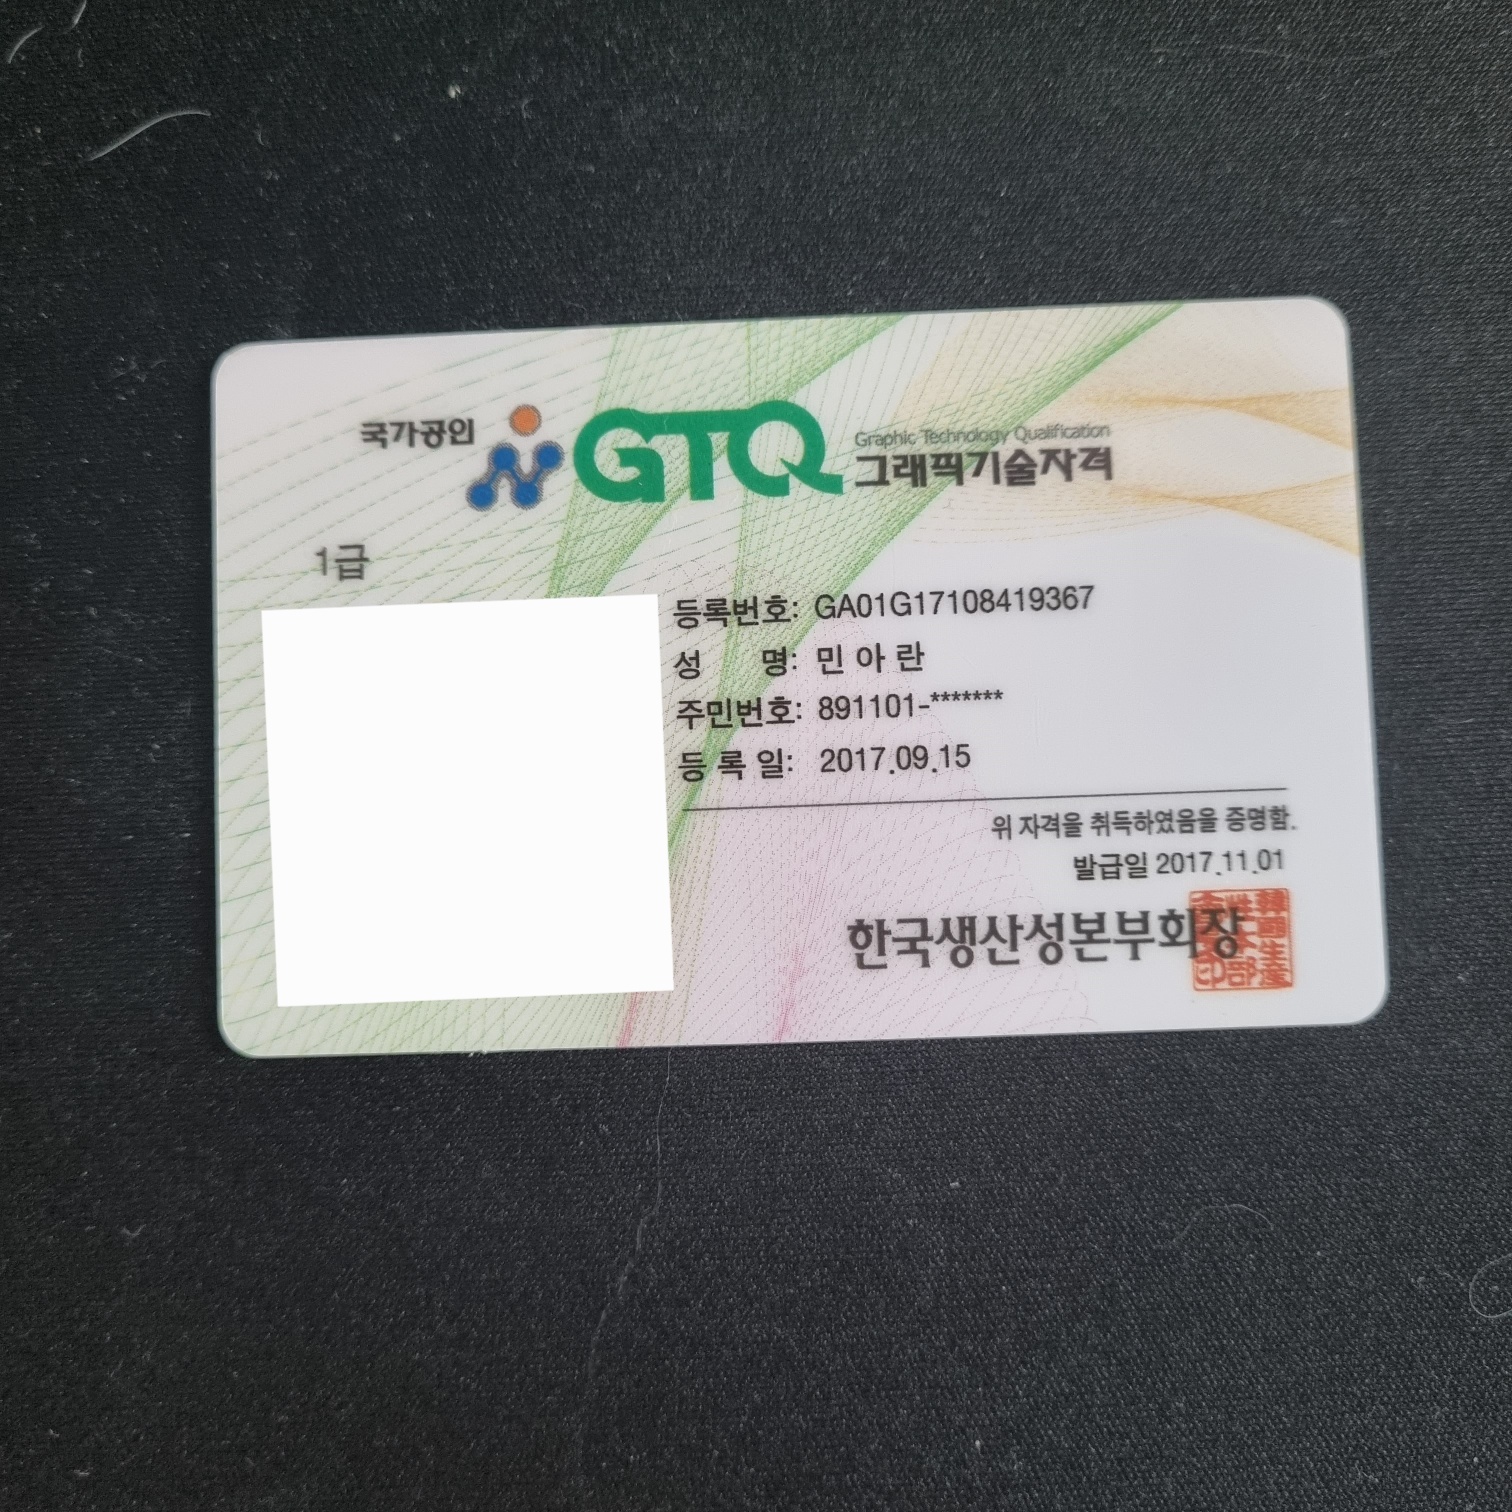 국가공인
GTQ
Graphic Technology Qualification
그래픽기술자격
1급
등록번호: GA01G17108419367
성 명: 민 아 란
주민번호: 891101-*******
등 록 일: 2017.09.15
위 자격을 취득하였음을 증명함.
발급일 2017.11.01
한국생산성본부회장